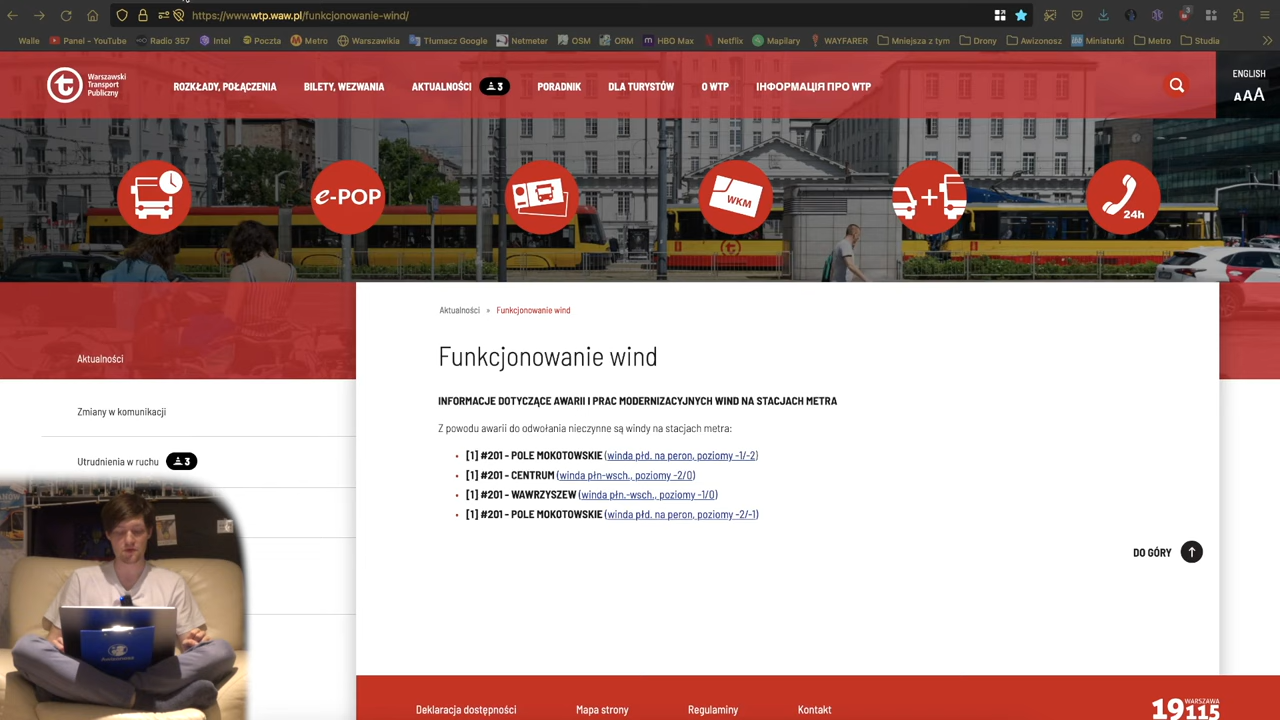 https://www.wtp.waw.pl/funkcjonowanie-wind/
Walle
Panel - YouTube
Radio 357
Intel
Poczta
Metro
Warszawikia
Tłumacz Google
Netmeter
OSM
ORM
HBO Max
Netflix
Mapilary
WAYFARER
Mniejsza z tym
Drony
Awizonosz
Miniaturki
Metro
Studia
Warszawski
Transport
Publiczny
ROZKŁADY, POŁĄCZENIA
BILETY, WEZWANIA
AKTUALNOŚCI
3
PORADNIK
DLA TURYSTÓW
O WTP
ІНФОРМАЦІЯ ПРО WTP
ENGLISH
AAA
e-POP
WKM
24h
Aktualności
Zmiany w komunikacji
Utrudnienia w ruchu
3
Aktualności » Funkcjonowanie wind
Funkcjonowanie wind
INFORMACJE DOTYCZĄCE AWARII I PRAC MODERNIZACYJNYCH WIND NA STACJACH METRA
Z powodu awarii do odwołania nieczynne są windy na stacjach metra:
[1] #201 - POLE MOKOTOWSKIE (winda płd. na peron, poziomy -1/-2)
[1] #201 - CENTRUM (winda płn-wsch., poziomy -2/0)
[1] #201 - WAWRZYSZEW (winda płn.-wsch., poziomy -1/0)
[1] #201 - POLE MOKOTOWSKIE (winda płd. na peron, poziomy -2/-1)
DO GÓRY
Deklaracja dostępności
Mapa strony
Regulaminy
Kontakt
WARSZAWA
19115